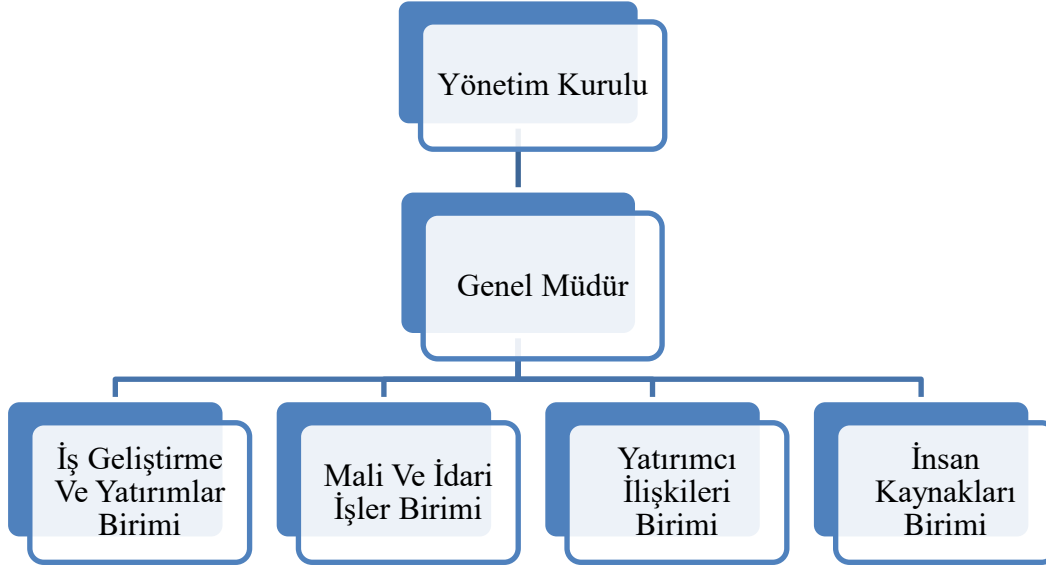 Yönetim Kurulu
Genel Müdür
İş Geliştirme
Ve Yatırımlar
Birimi
Mali Ve İdari
İşler Birimi
Yatırımcı
İlişkileri
Birimi
İnsan
Kaynakları
Birimi